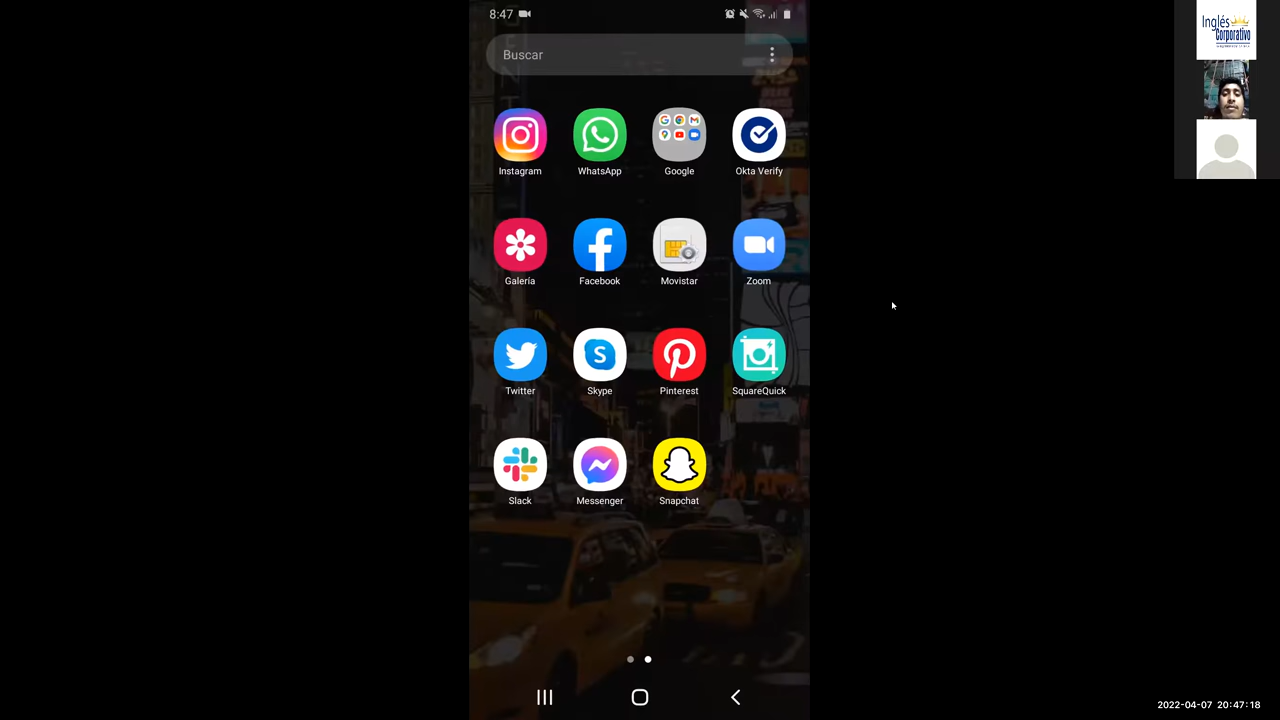 8:47
Buscar
Instagram
WhatsApp
Google
Okta Verify
Galería
Facebook
Movistar
Zoom
Twitter
Skype
Pinterest
SquareQuick
Slack
Messenger
Snapchat
Inglés
Corporativo
2022-04-07 20:47:18